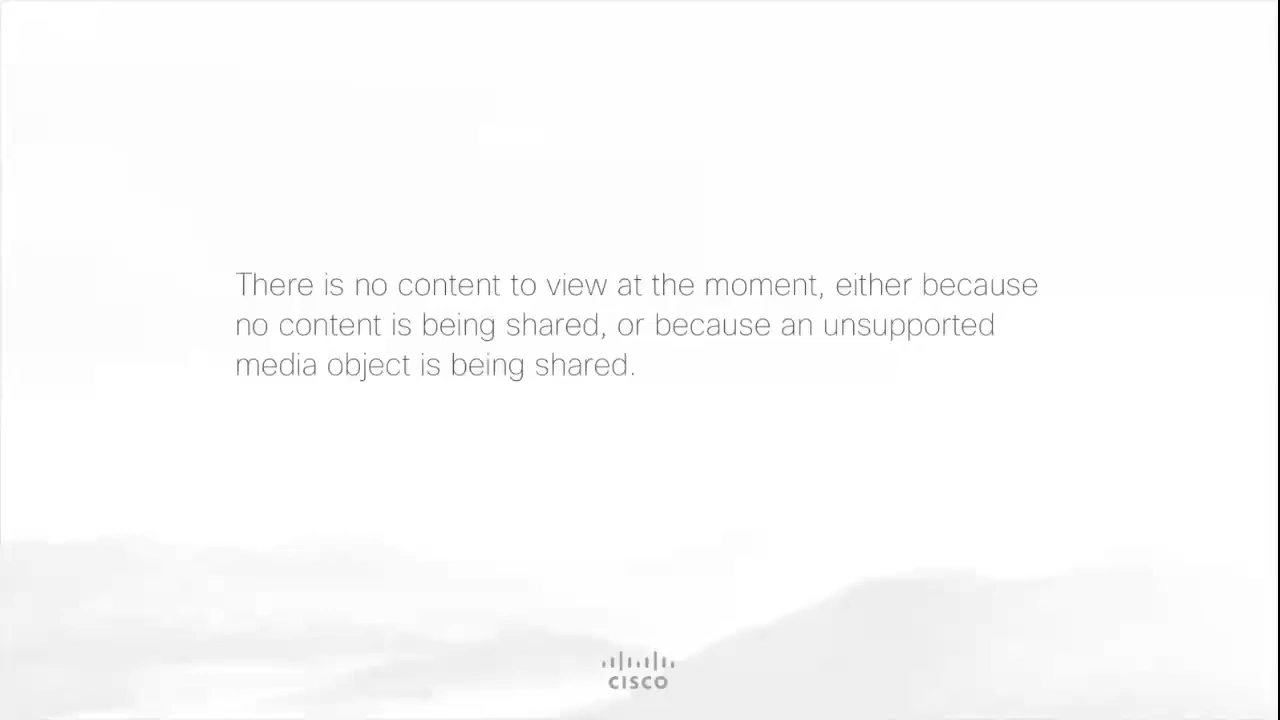 There is no content to view at the moment, either because
no content is being shared, or because an unsupported
media object is being shared.
CISCO